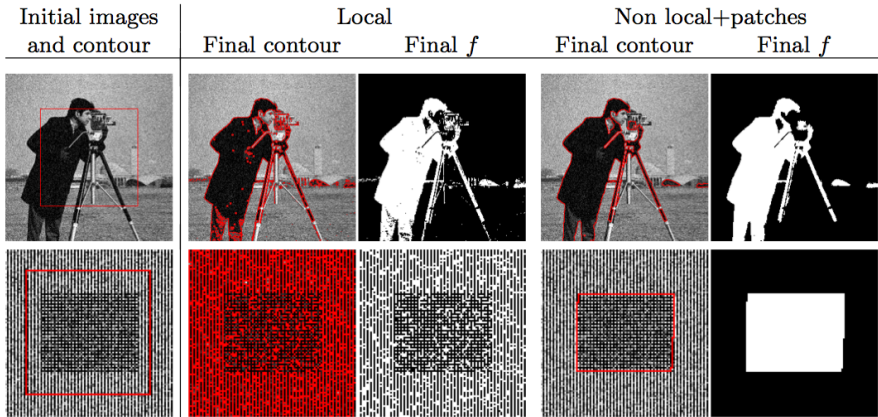 Initial images
and contour
Local
Final contour Final f
Non local+patches
Final contour Final f